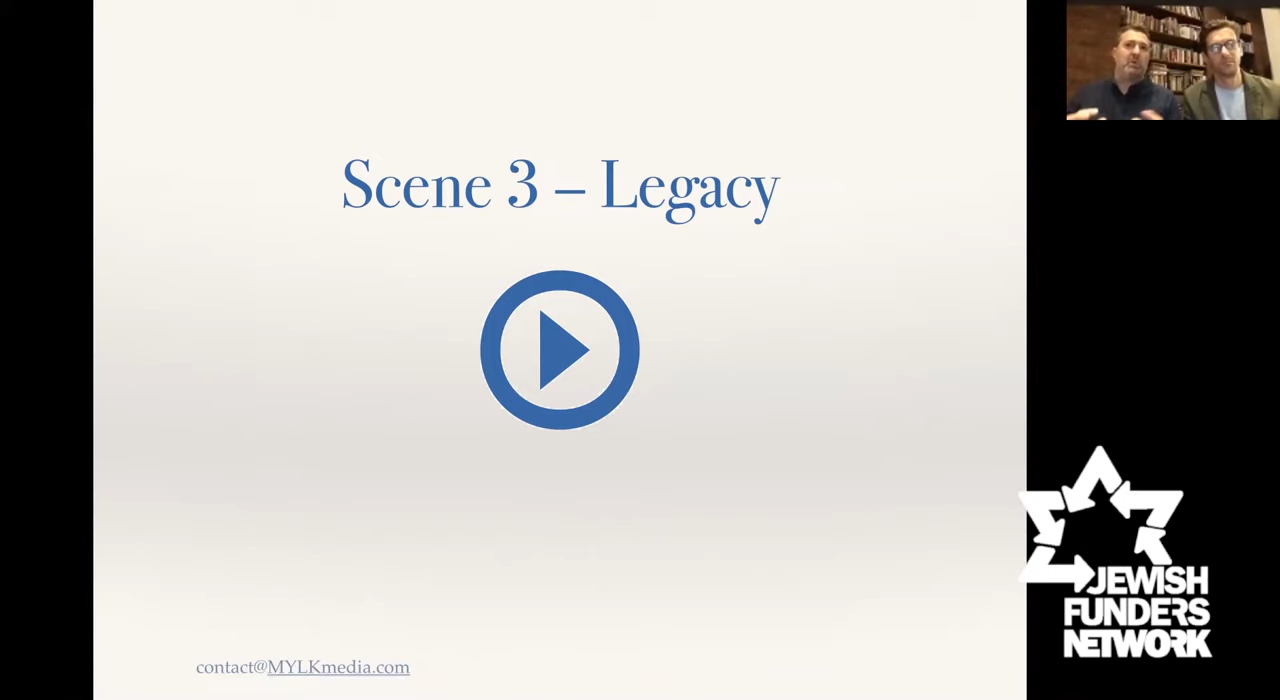 Scene 3 – Legacy
contact@MYLKmedia.com
JEWISH
FUNDERS
NETWORK